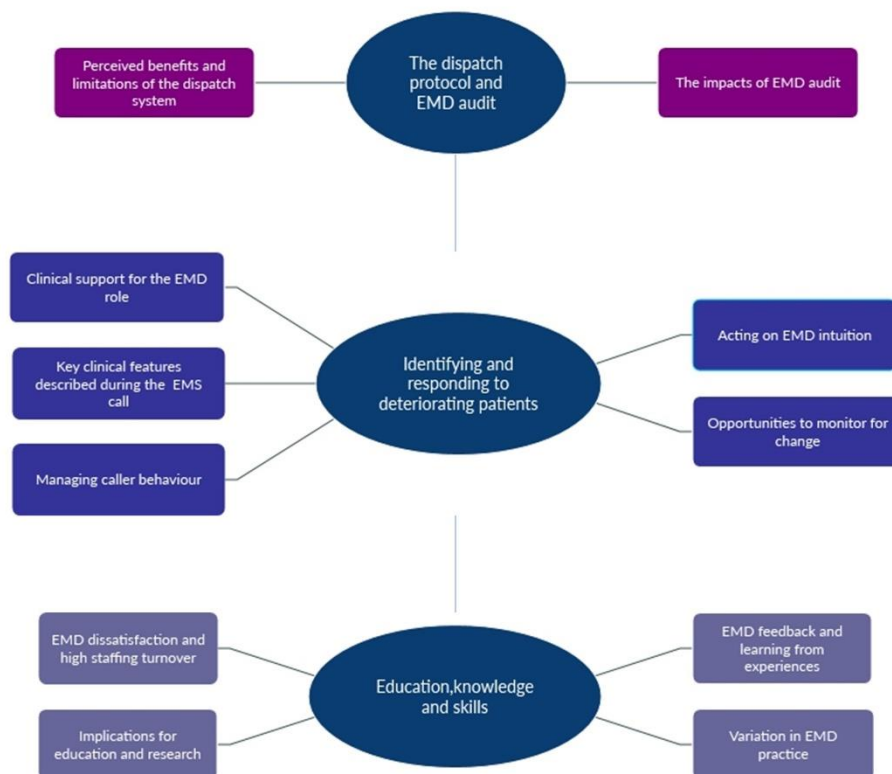 Perceived benefits and
limitations of the dispatch
system
The dispatch
protocol and
EMD audit
The impacts of EMD audit
Clinical support for the EMD
role
Key clinical features
described during the EMS
call
Managing caller behaviour
Identifying and
responding to
deteriorating patients
Acting on EMD intuition
Opportunities to monitor for
change
EMD dissatisfaction and
high staffing turnover
Implications for
education and research
Education,knowledge
and skills
EMD feedback and
learning from
experiences
Variation in EMD
practice